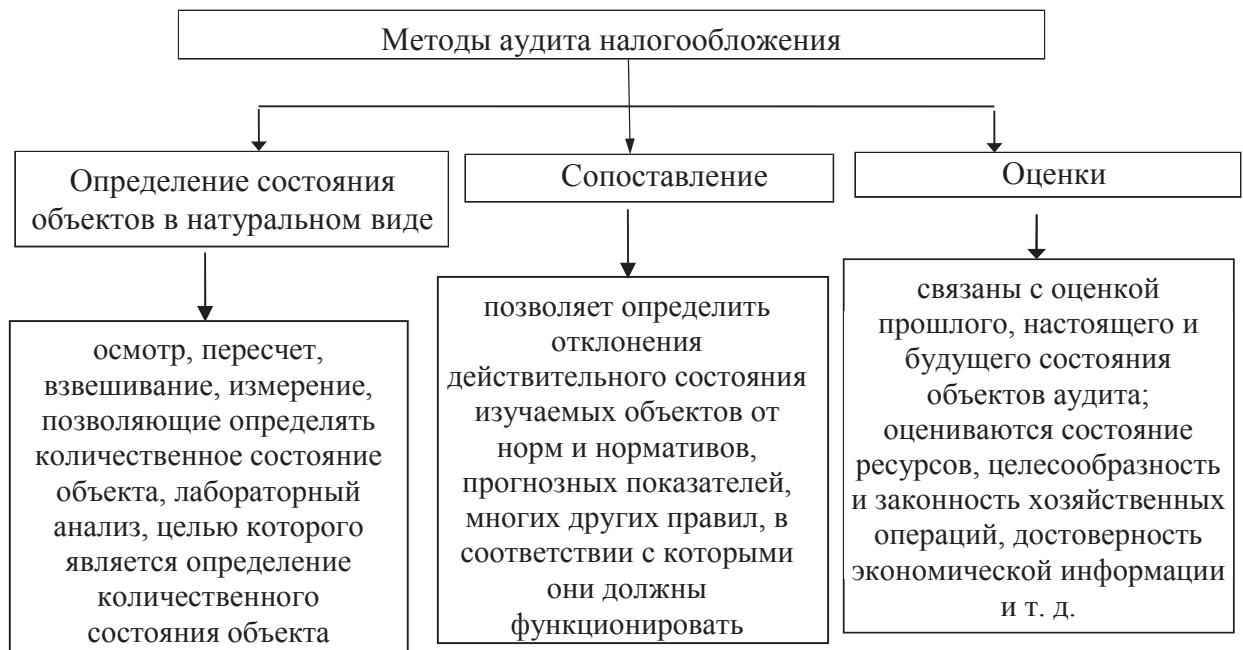 Методы аудита налогообложения
Определение состояния
объектов в натуральном виде
Сопоставление
Оценки
осмотр, пересчет,
взвешивание, измерение,
позволяющие определять
количественное состояние
объекта, лабораторный
анализ, целью которого
является определение
количественного
состояния объекта
позволяет определить
отклонения
действительного состояния
изучаемых объектов от
норм и нормативов,
прогнозных показателей,
многих других правил, в
соответствии с которыми
они должны
функционировать
связаны с оценкой
прошлого, настоящего и
будущего состояния
объектов аудита;
оцениваются состояние
ресурсов, целесообразность
и законность хозяйственных
операций, достоверность
экономической информации
и т. д.